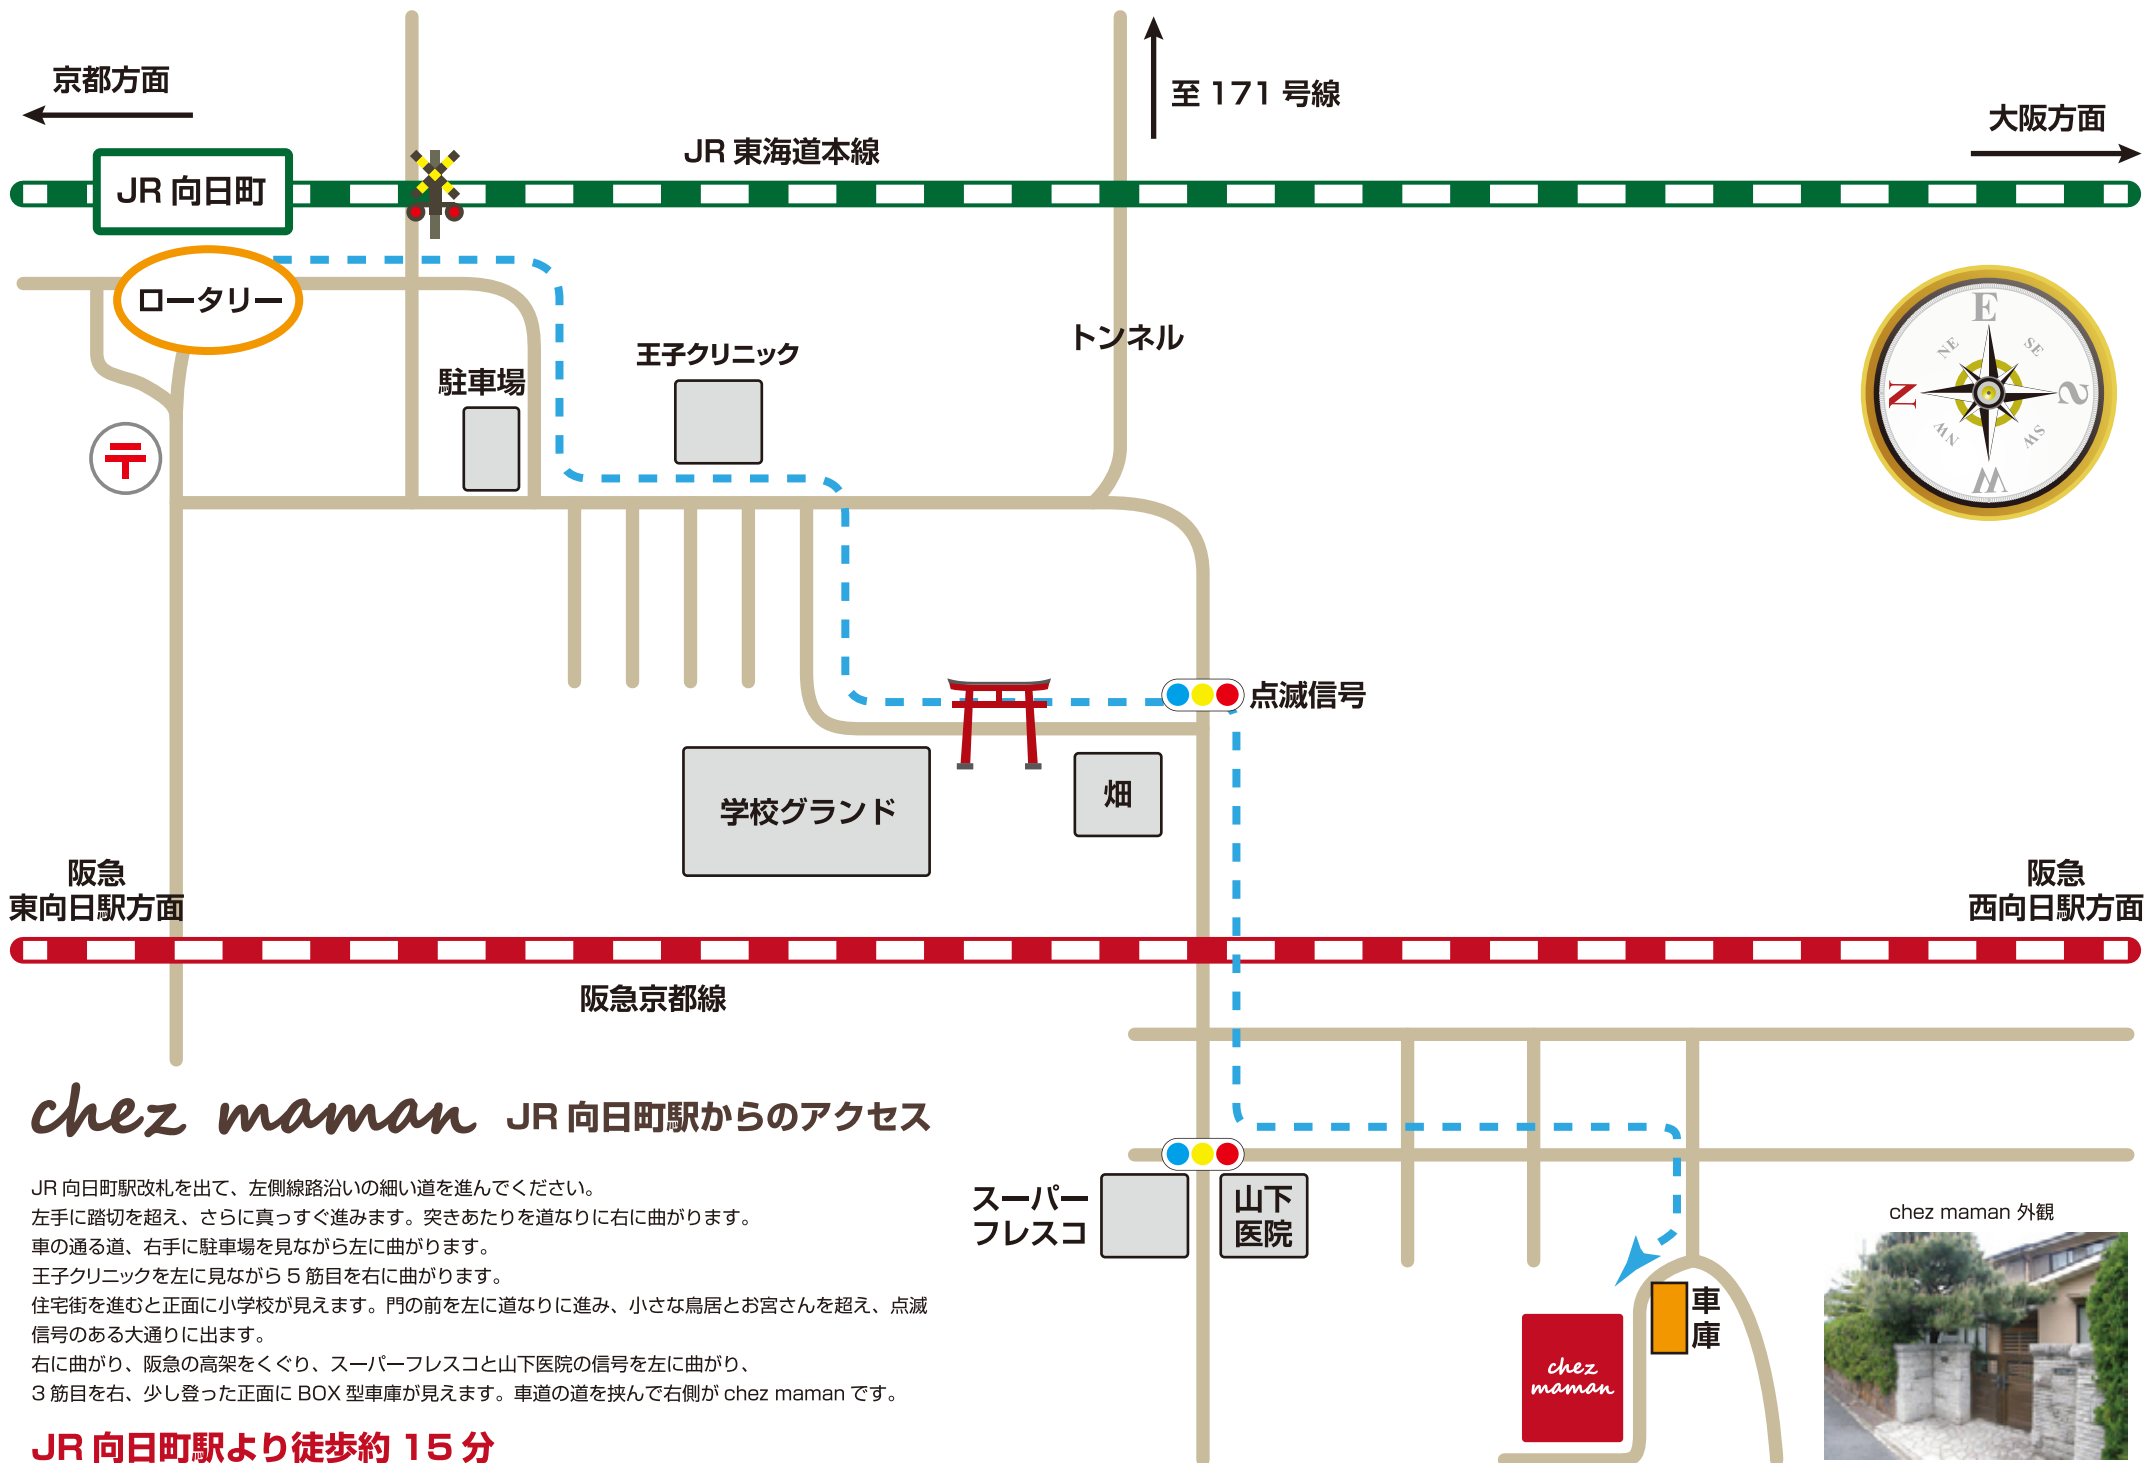 京都方面
至 171 号線
大阪方面
JR 東海道本線
JR 向日町
ロータリー
トンネル
王子クリニック
駐車場
E
NE
SE
N
S
NW
SW
W
点滅信号
畑
学校グランド
阪急
東向日駅方面
阪急
西向日駅方面
阪急京都線
chez maman JR 向日町駅からのアクセス
JR 向日町駅改札を出て、左側線路沿いの細い道を進んでください。
左手に踏切を超え、さらに真っすぐ進みます。突きあたりを道なりに右に曲がります。
車の通る道、右手に駐車場を見ながら左に曲がります。
王子クリニックを左に見ながら 5 筋目を右に曲がります。
住宅街を進むと正面に小学校が見えます。門の前を左に道なりに進み、小さな鳥居とお宮さんを超え、点滅
信号のある大通りに出ます。
右に曲がり、阪急の高架をくぐり、スーパーフレスコと山下医院の信号を左に曲がり、
3 筋目を右、少し登った正面に BOX 型車庫が見えます。車道の道を挟んで右側が chez maman です。
JR 向日町駅より徒歩約 15 分
スーパー
フレスコ
山下
医院
車
庫
chez
maman
chez maman 外観